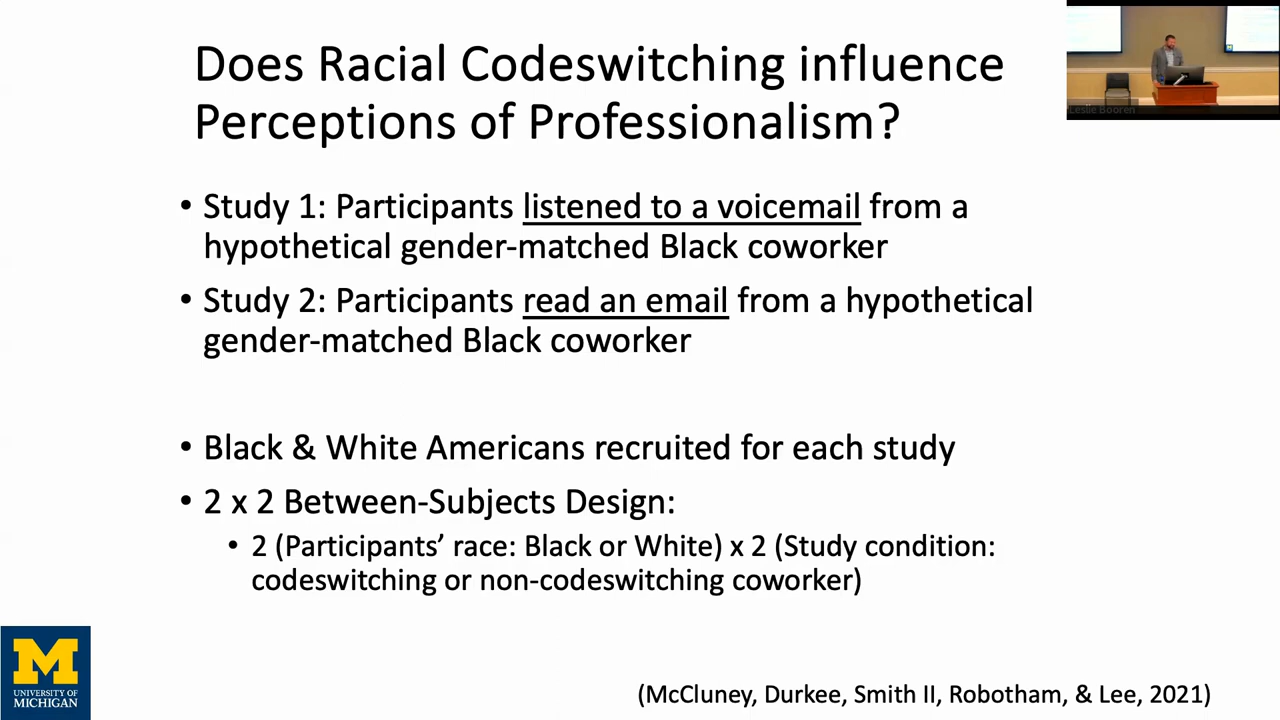 Does Racial Codeswitching influence
Perceptions of Professionalism?
• Study 1: Participants listened to a voicemail from a
hypothetical gender-matched Black coworker
• Study 2: Participants read an email from a hypothetical
gender-matched Black coworker
• Black & White Americans recruited for each study
• 2 x 2 Between-Subjects Design:
• 2 (Participants’ race: Black or White) x 2 (Study condition:
codeswitching or non-codeswitching coworker)
(McCluney, Durkee, Smith II, Robotham, & Lee, 2021)
M
UNIVERSITY OF
MICHIGAN
Leslie Booren